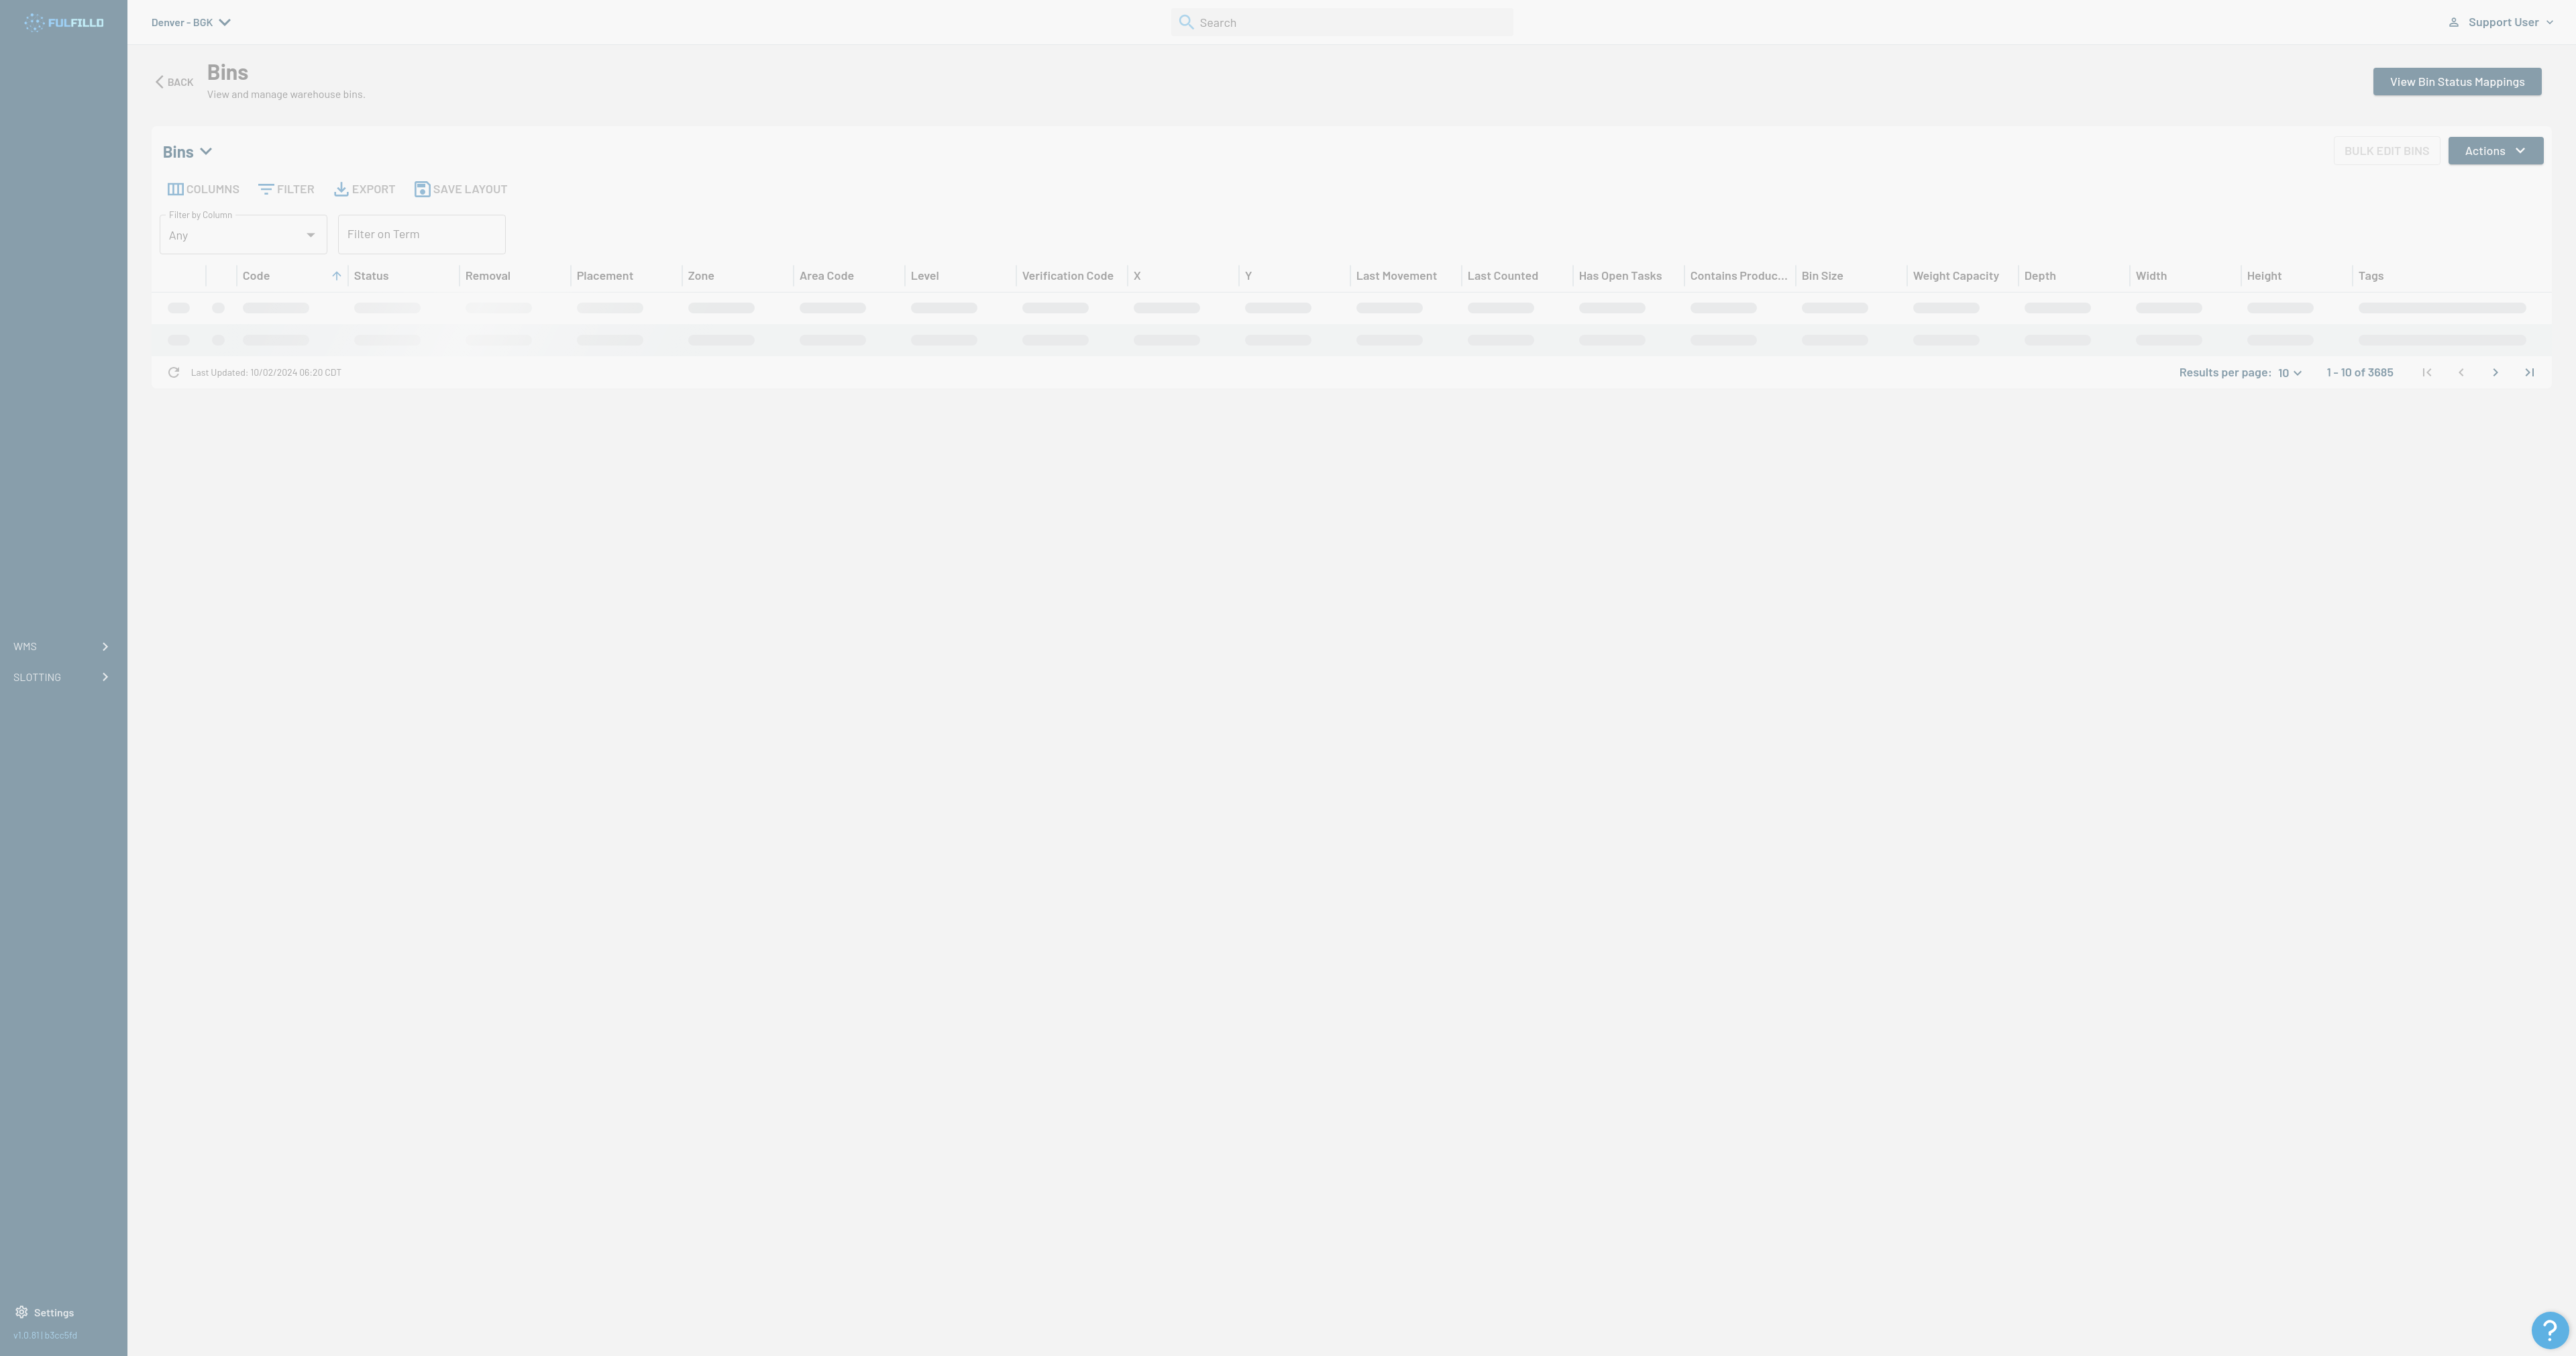 FULFILLD
Denver - BGK
Search
Support User
BACK
Bins
View and manage warehouse bins.
View Bin Status Mappings
Bins
BULK EDIT BINS
Actions
COLUMNS FILTER EXPORT SAVE LAYOUT
Filter by Column
Any
Filter on Term
Code Status Removal Placement Zone Area Code Level Verification Code X Y Last Movement Last Counted Has Open Tasks Contains Produc... Bin Size Weight Capacity Depth Width Height Tags
Last Updated: 10/02/2024 06:20 CDT
Results per page: 10 1 - 10 of 3685
WMS
SLOTTING
Settings
v1.0.811.b3cc5fd